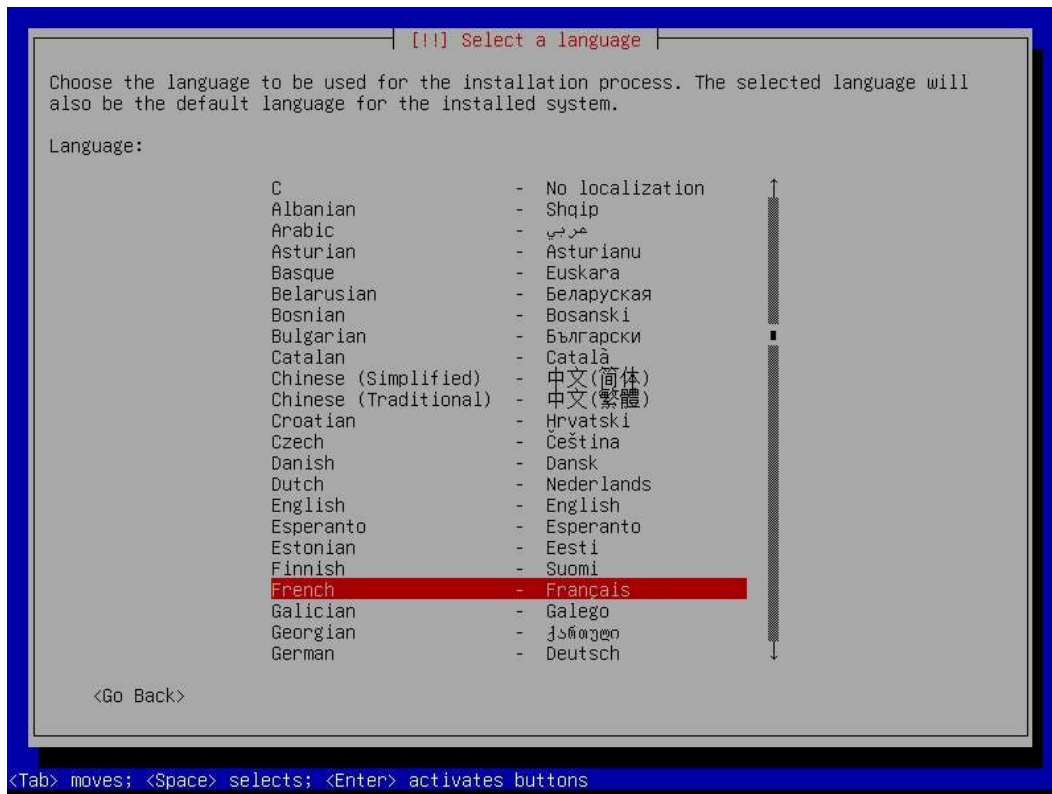 [!!] Select a language
Choose the language to be used for the installation process. The selected language will
also be the default language for the installed system.
Language:
C - No localization
Albanian - Shqip
Arabic - عربي
Asturian - Asturianu
Basque - Euskara
Belarusian - Беларуская
Bosnian - Bosanski
Bulgarian - Български
Catalan - Català
Chinese (Simplified) - 中文(简体)
Chinese (Traditional) - 中文(繁體)
Croatian - Hrvatski
Czech - Čeština
Danish - Dansk
Dutch - Nederlands
English - English
Esperanto - Esperanto
Estonian - Eesti
Finnish - Suomi
French - Français
Galician - Galego
Georgian - ქართული
German - Deutsch
<Go Back>
<Tab> moves; <Space> selects; <Enter> activates buttons